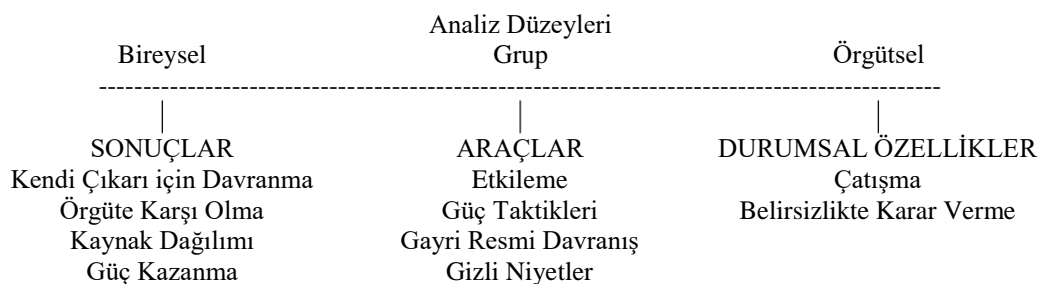 Analiz Düzeyleri
Bireysel Grup Örgütsel
SONUÇLAR ARAÇLAR DURUMSAL ÖZELLİKLER
Kendi Çıkarı için Davranma Etkileme Çatışma
Örgüte Karşı Olma Güç Taktikleri Belirsizlikte Karar Verme
Kaynak Dağılımı Gayri Resmi Davranış
Güç Kazanma Gizli Niyetler